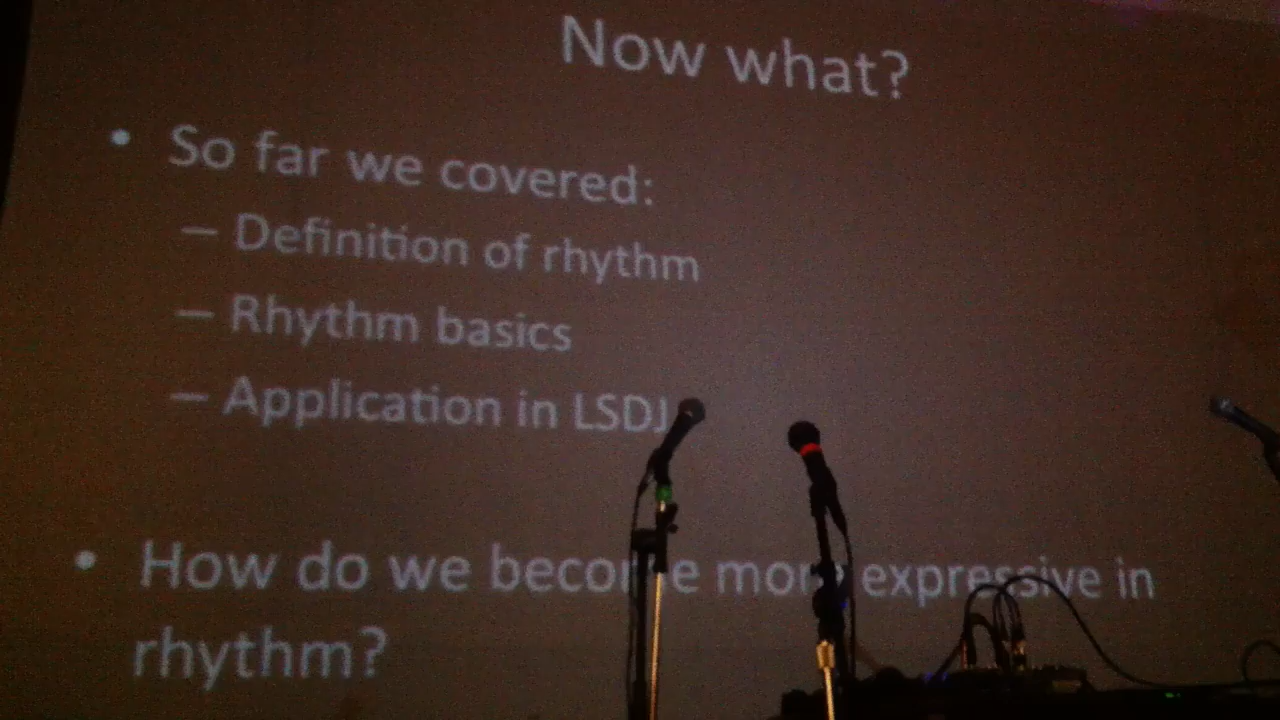 Now what?
• So far we covered:
– Definition of rhythm
– Rhythm basics
– Application in LSDJ
• How do we become more expressive in
rhythm?